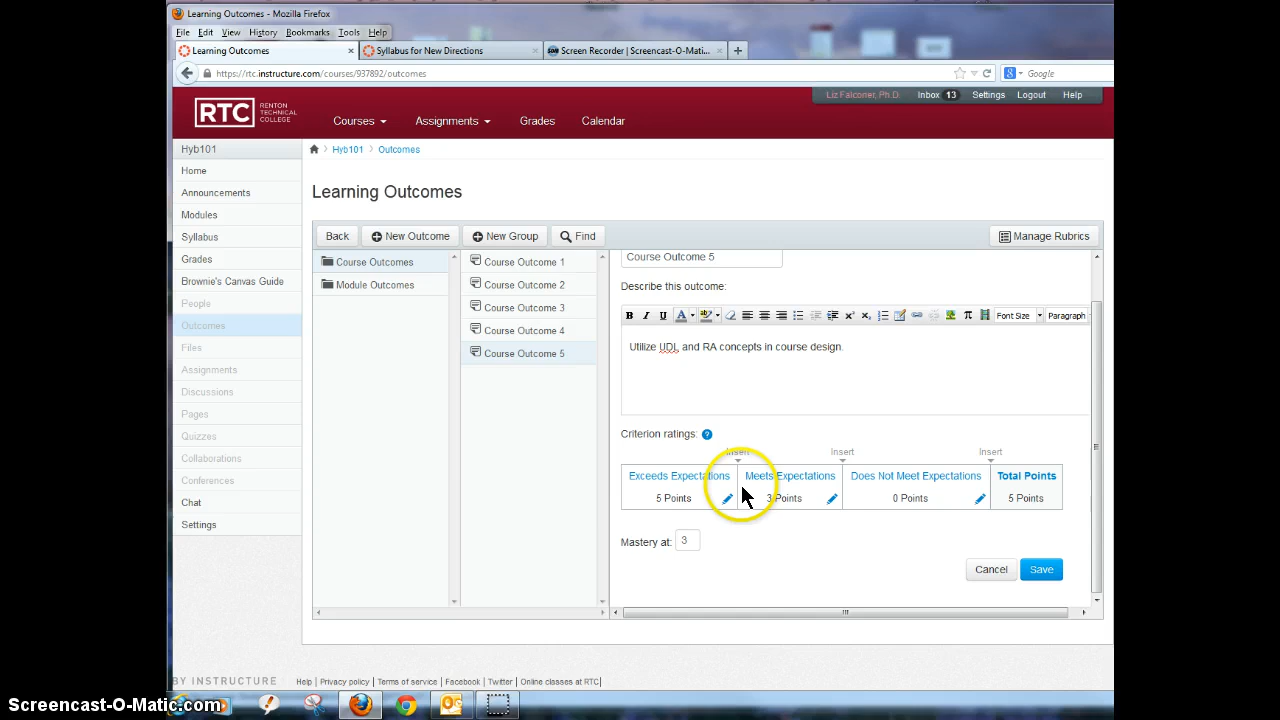 Learning Outcomes - Mozilla Firefox
File Edit View History Bookmarks Tools Help
Learning Outcomes × Syllabus for New Directions × Screen Recorder | Screencast-O-Mati... × +
https://rtc.instructure.com/courses/937892/outcomes Google
Liz Falconer, Ph.D. Inbox 13 Settings Logout Help
RTC RENTON TECHNICAL COLLEGE
Courses Assignments Grades Calendar
Hyb101
Hyb101 > Outcomes
Home
Announcements
Modules
Syllabus
Grades
Brownie's Canvas Guide
People
Outcomes
Files
Assignments
Discussions
Pages
Quizzes
Collaborations
Conferences
Chat
Settings
Learning Outcomes
Back New Outcome New Group Find Manage Rubrics
Course Outcomes
Module Outcomes
Course Outcome 1
Course Outcome 2
Course Outcome 3
Course Outcome 4
Course Outcome 5
Course Outcome 5
Describe this outcome:
B I U A aby Font Size Paragraph
Utilize UDL and RA concepts in course design.
Criterion ratings: ?
Insert Insert Insert
Exceeds Expectations Meets Expectations Does Not Meet Expectations Total Points
5 Points 3 Points 0 Points 5 Points
Mastery at: 3
Cancel Save
BY INSTRUCTURE
Help | Privacy policy | Terms of service | Facebook | Twitter | Online classes at RTC|
Screencast-O-Matic.com